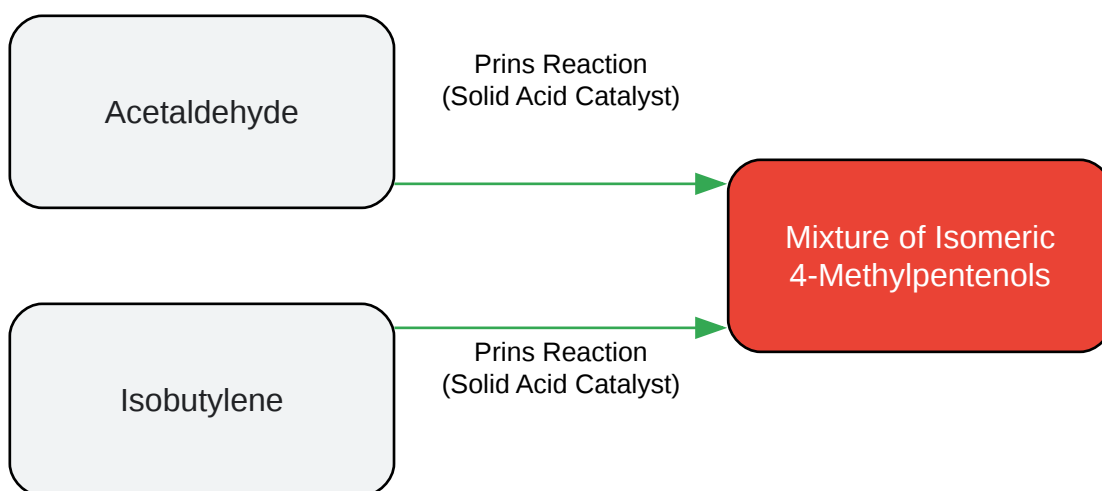 Acetaldehyde
Prins Reaction
(Solid Acid Catalyst)
Mixture of Isomeric
4-Methylpentenols
Isobutylene
Prins Reaction
(Solid Acid Catalyst)